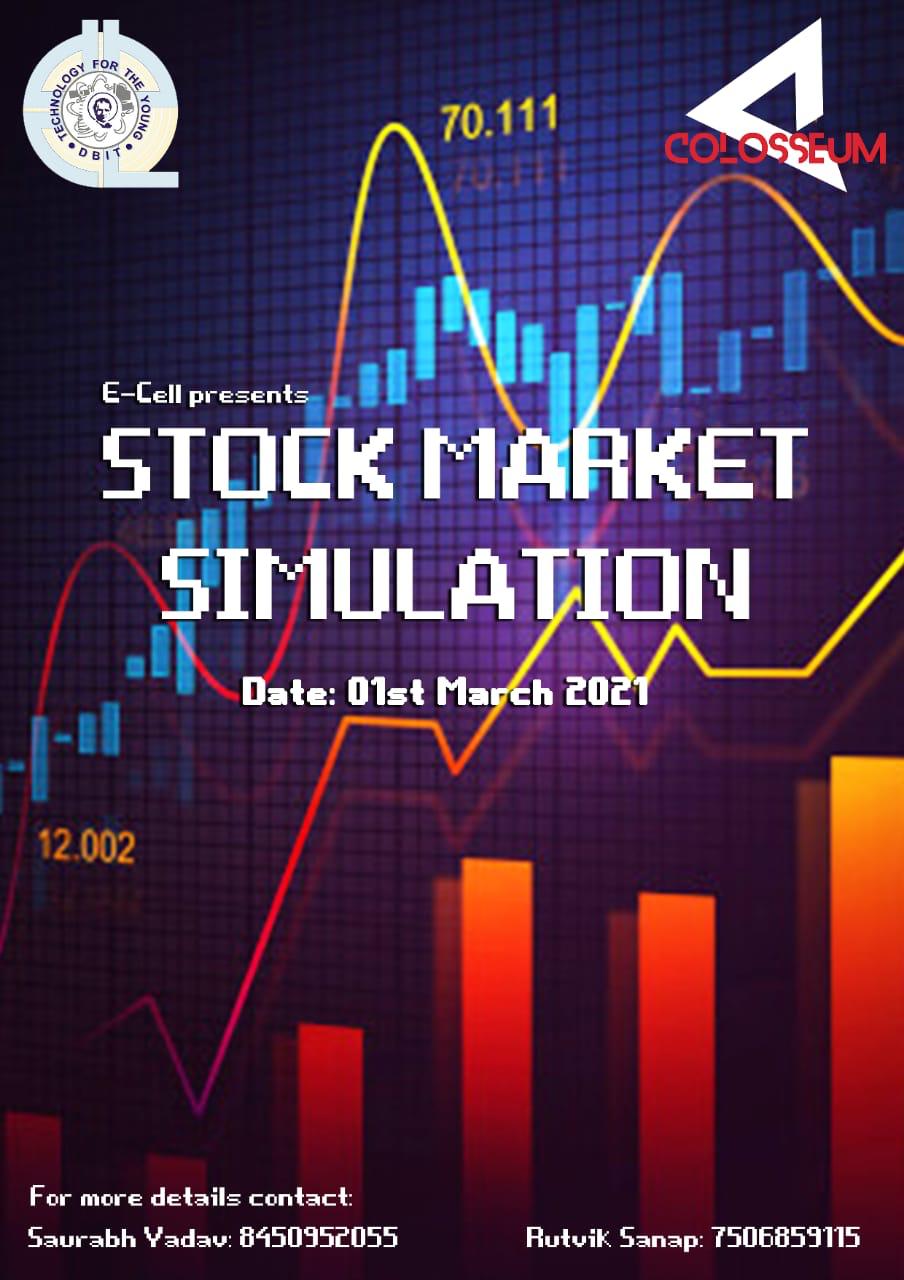 TECHNOLOGY FOR THE YOUNG
• DBIT •
COLOSSEUM
70.111
70.111
E-Cell presents
STOCK MARKET
SIMULATION
Date: 01st March 2021
12.002
For more details contact:
Saurabh Yadav: 8450952055
Rutvik Sanap: 7506859115